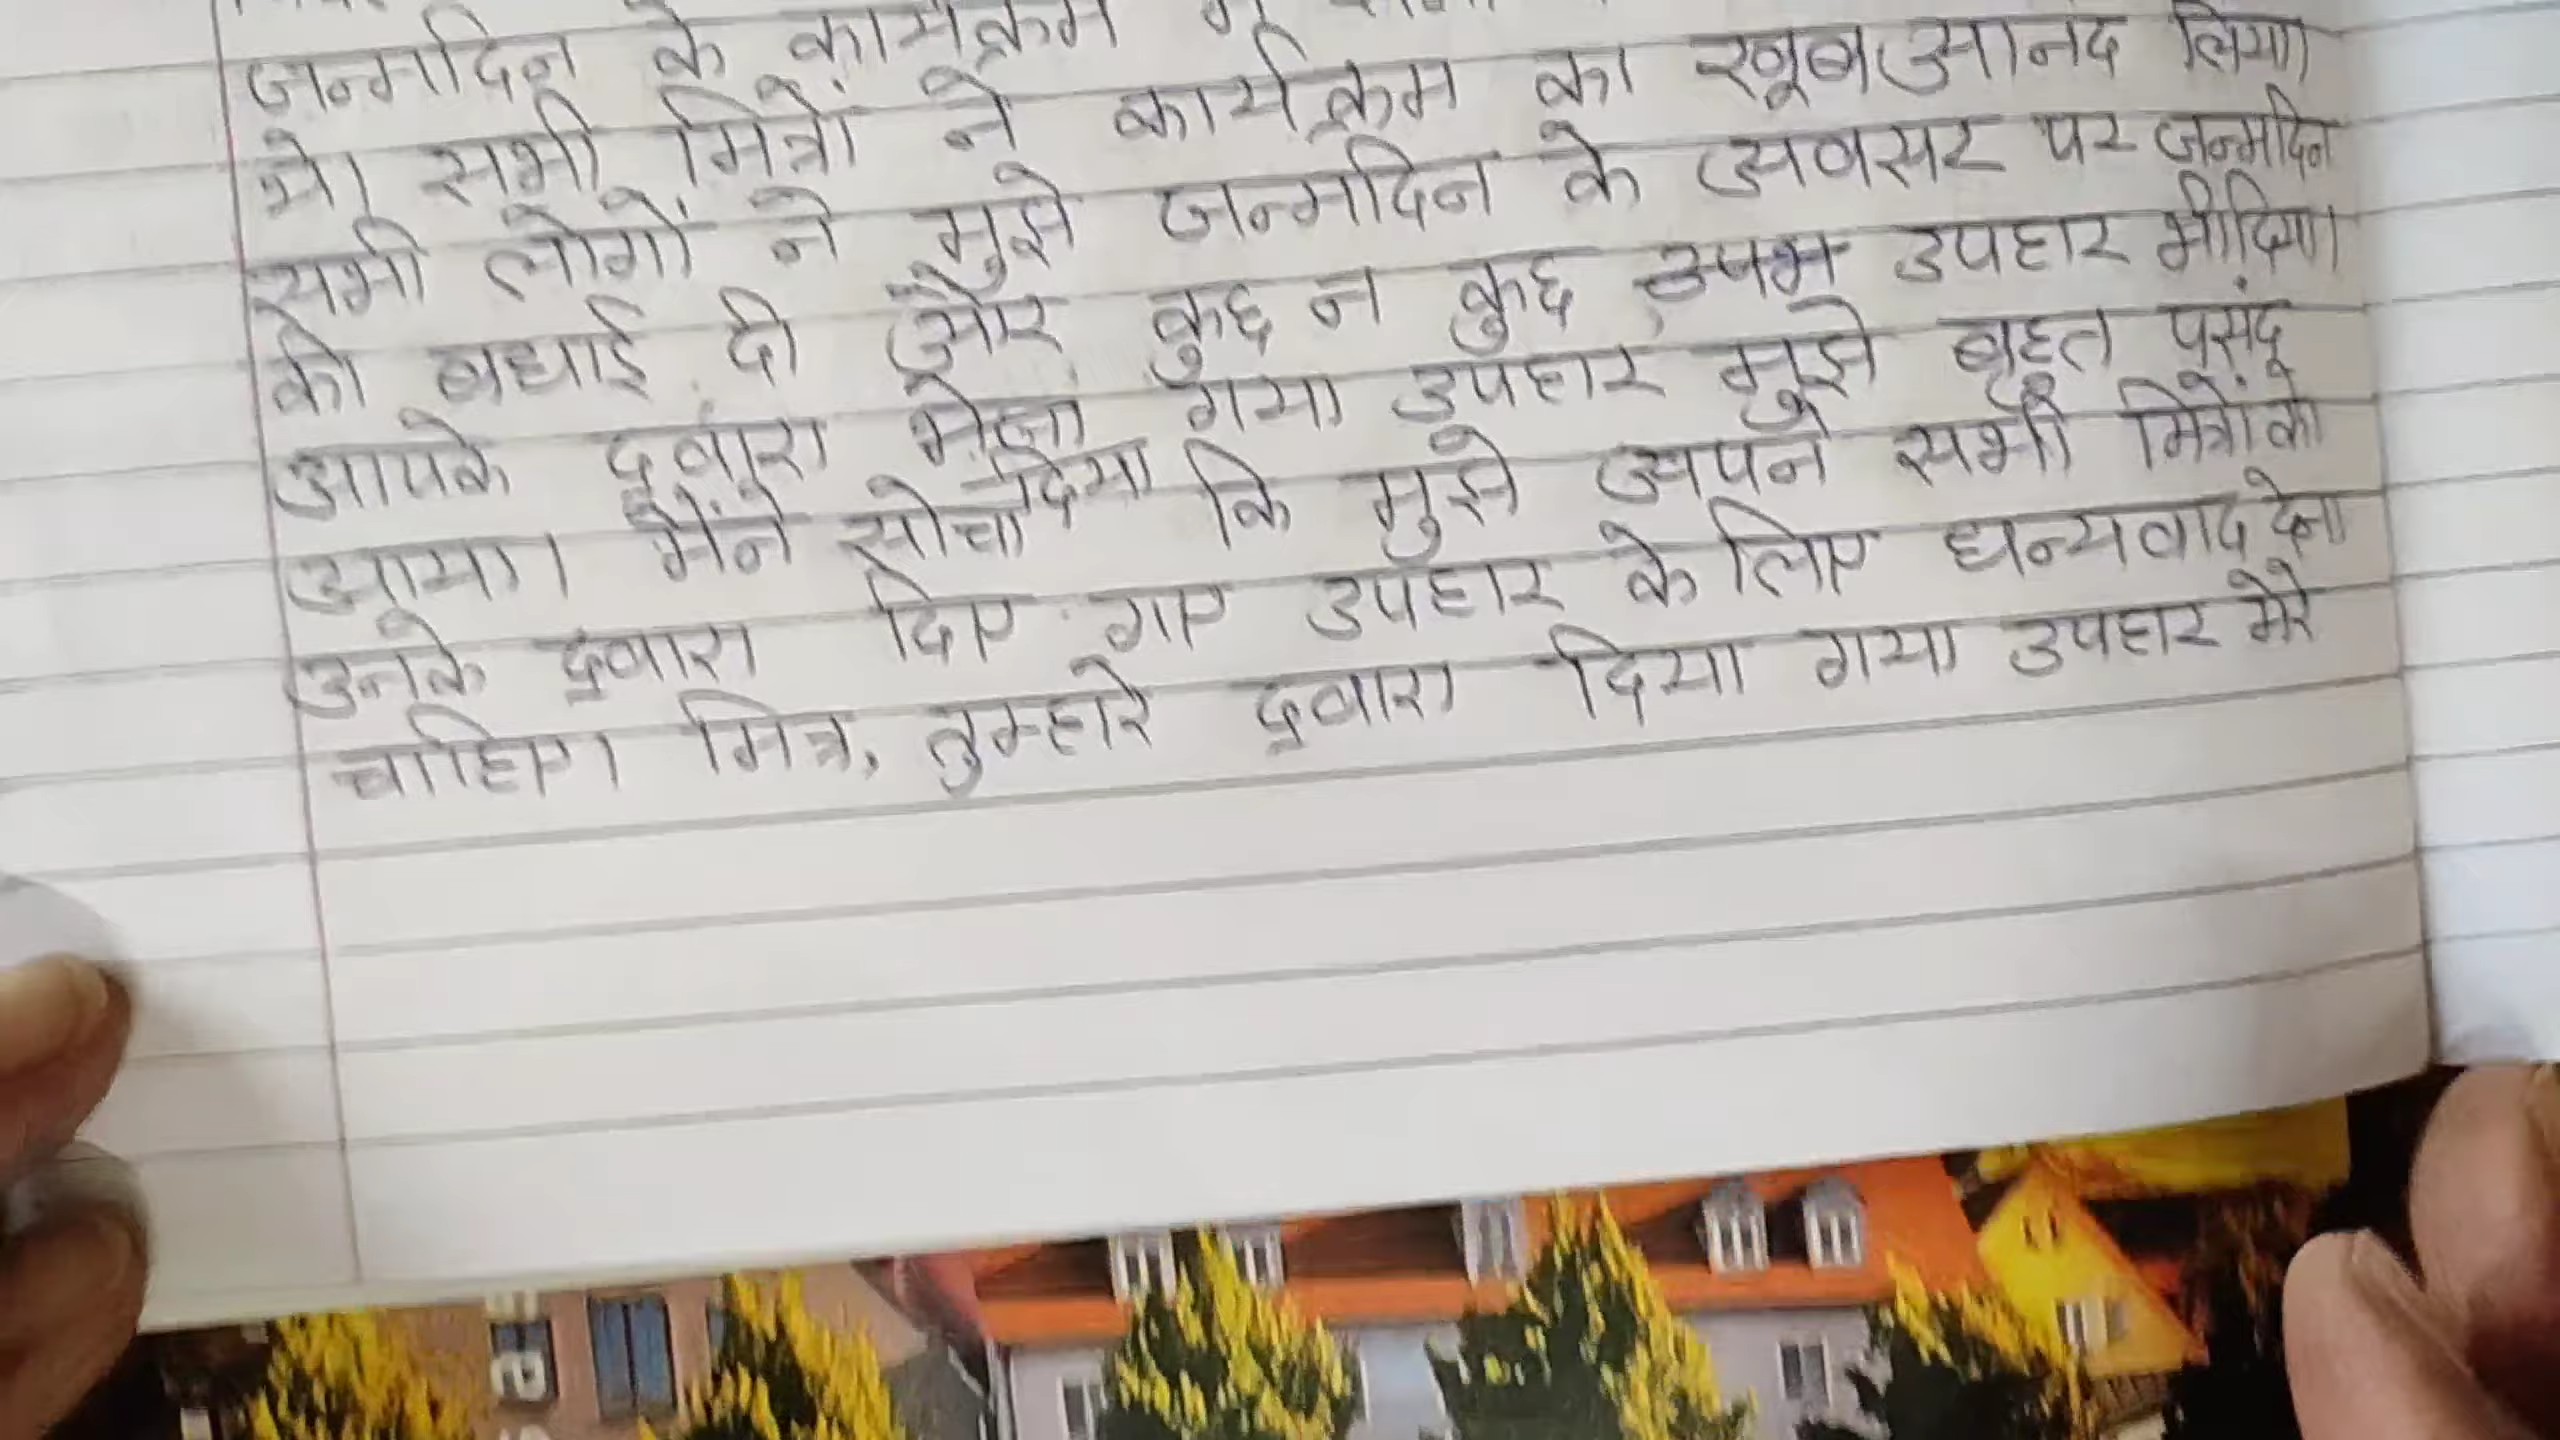 जन्मदिन के कार्यक्रम में
थे। सभी मित्रों ने कार्यक्रम का खूब आनंद लिया।
सभी लोगों ने मुझे जन्मदिन के अवसर पर जन्मदिन
की बधाई दी और कुछ न कुछ उपहार भी दिया।
आपके द्वारा भेजा गया उपहार मुझे बहुत पसंद
आया। मैंने सोचा दिया कि मुझे अपने सभी मित्रों को
उनके द्वारा दिए गए उपहार के लिए धन्यवाद देना
चाहिए। मित्र, तुम्हारे द्वारा दिया गया उपहार मेरे